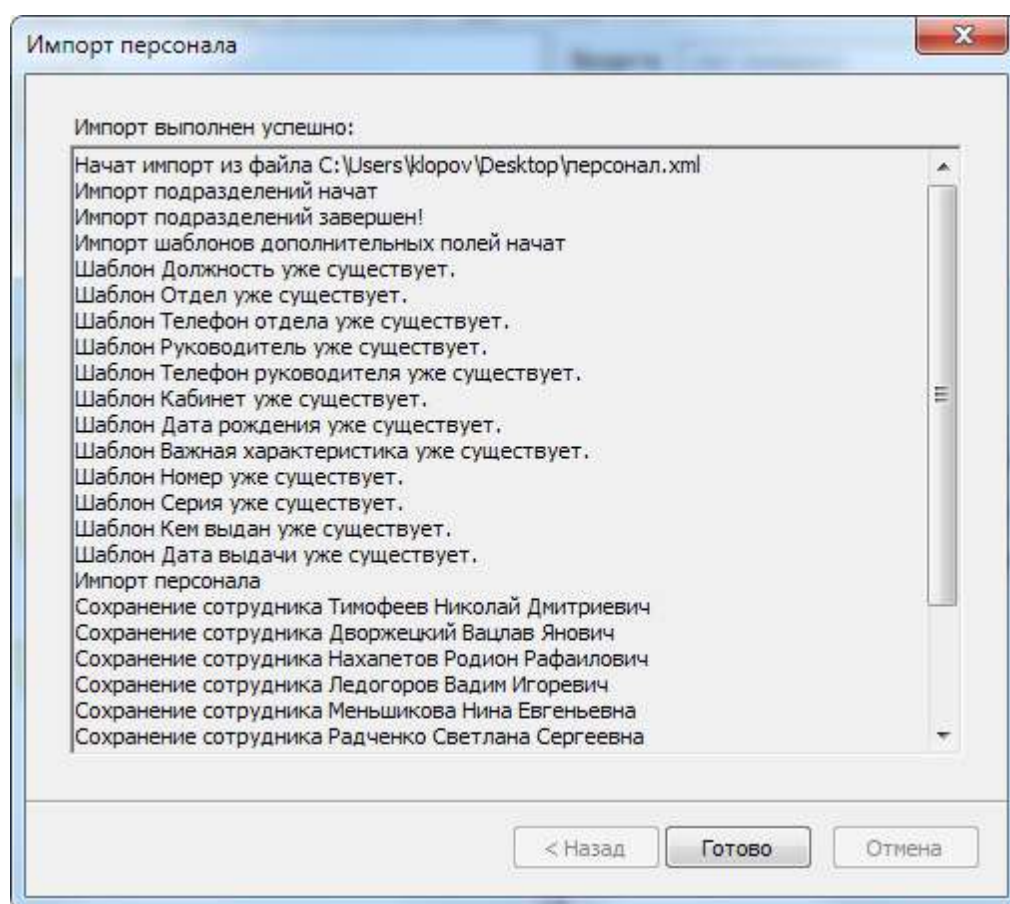 Импорт персонала
Импорт выполнен успешно:
Начат импорт из файла C:\Users\klopov\Desktop\персонал.xml
Импорт подразделений начат
Импорт подразделений завершен!
Импорт шаблонов дополнительных полей начат
Шаблон Должность уже существует.
Шаблон Отдел уже существует.
Шаблон Телефон отдела уже существует.
Шаблон Руководитель уже существует.
Шаблон Телефон руководителя уже существует.
Шаблон Кабинет уже существует.
Шаблон Дата рождения уже существует.
Шаблон Важная характеристика уже существует.
Шаблон Номер уже существует.
Шаблон Серия уже существует.
Шаблон Кем выдан уже существует.
Шаблон Дата выдачи уже существует.
Импорт персонала
Сохранение сотрудника Тимофеев Николай Дмитриевич
Сохранение сотрудника Дворжецкий Вацлав Янович
Сохранение сотрудника Нахапетов Родион Рафаилович
Сохранение сотрудника Ледогоров Вадим Игоревич
Сохранение сотрудника Меньшикова Нина Евгеньевна
Сохранение сотрудника Радченко Светлана Сергеевна
< Назад Готово Отмена